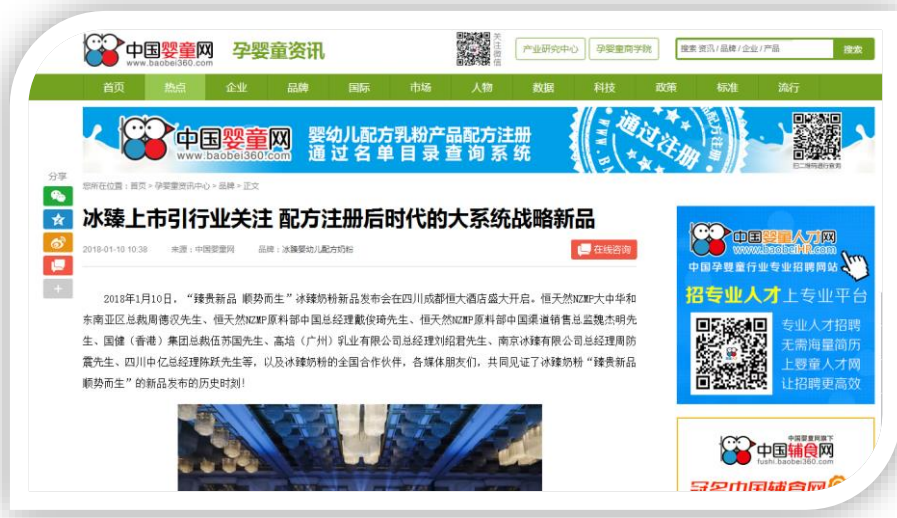 中国婴童网
www.baobei360.com
孕婴童资讯
关注微信
产业研究中心
孕婴童商学院
搜索 资讯/品牌/企业/产品
搜索
首页 热点 企业 品牌 国际 市场 人物 数据 科技 政策 标准 流行
中国婴童网
www.baobei360.com
婴幼儿配方乳粉产品配方注册
通过名单目录查询系统
通过注册
扫二维码进行查询
分享
您所在位置：首页 > 孕婴童资讯中心 > 品牌 > 正文
冰臻上市引行业关注 配方注册后时代的大系统战略新品
2018-01-10 10:38 来源：中国婴童网 品牌：冰臻婴幼儿配方奶粉
在线咨询
2018年1月10日，“臻贵新品 顺势而生”冰臻奶粉新品发布会在四川成都恒大酒店盛大开启。恒天然NZMP大中华和
东南亚区总裁周德汉先生、恒天然NZMP原料部中国总经理戴俊琦先生、恒天然NZMP原料部中国渠道销售总监魏杰明先
生、国健（香港）集团总裁伍苏国先生、高培（广州）乳业有限公司总经理刘绍君先生、南京冰臻有限公司总经理周防
震先生、四川中亿总经理陈跃先生等，以及冰臻奶粉的全国合作伙伴，各媒体朋友们，共同见证了冰臻奶粉“臻贵新品
顺势而生”的新品发布的历史时刻！
中国婴童人才网
www.baobeiHR.com
中国孕婴童行业专业招聘网站
招专业人才上专业平台
专业人才招聘
无需海量简历
上婴童人才网
让招聘更高效
中国婴童网旗下
中国辅食网
fushi.baobei360.com
冠名中国辅食网